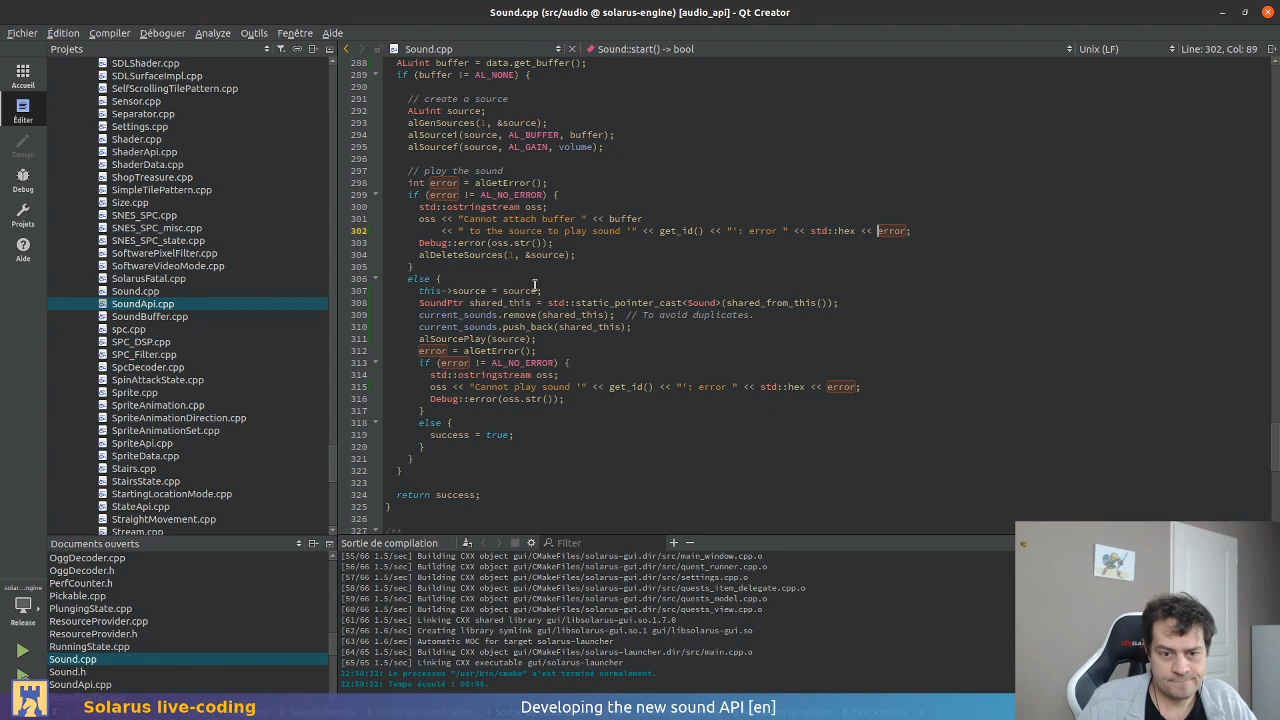 Sound.cpp (src/audio @ solarus-engine) [audio_api] - Qt Creator
Fichier Édition Compiler Déboguer Analyze Outils Fenêtre Aide
Projets
Sound.cpp
Sound::start() -> bool
Unix (LF)
Line: 302, Col: 89
Accueil
Éditer
Design
Debug
Projets
Aide
solar…ngine
Release
SDLShader.cpp
SDLSurfaceImpl.cpp
SelfScrollingTilePattern.cpp
Sensor.cpp
Separator.cpp
Settings.cpp
Shader.cpp
ShaderApi.cpp
ShaderData.cpp
ShopTreasure.cpp
SimpleTilePattern.cpp
Size.cpp
SNES_SPC.cpp
SNES_SPC_misc.cpp
SNES_SPC_state.cpp
SoftwarePixelFilter.cpp
SoftwareVideoMode.cpp
SolarusFatal.cpp
Sound.cpp
SoundApi.cpp
SoundBuffer.cpp
spc.cpp
SPC_DSP.cpp
SPC_Filter.cpp
SpcDecoder.cpp
SpinAttackState.cpp
Sprite.cpp
SpriteAnimation.cpp
SpriteAnimationDirection.cpp
SpriteAnimationSet.cpp
SpriteApi.cpp
SpriteData.cpp
Stairs.cpp
StairsState.cpp
StartingLocationMode.cpp
StateApi.cpp
StraightMovement.cpp
Stream.cpp
Documents ouverts
OggDecoder.cpp
OggDecoder.h
PerfCounter.h
Pickable.cpp
PlungingState.cpp
ResourceProvider.cpp
ResourceProvider.h
RunningState.cpp
Sound.cpp
Sound.h
SoundApi.cpp
288 ALuint buffer = data.get_buffer();
289 if (buffer != AL_NONE) {
290
291 // create a source
292 ALuint source;
293 alGenSources(1, &source);
294 alSourcei(source, AL_BUFFER, buffer);
295 alSourcef(source, AL_GAIN, volume);
296
297 // play the sound
298 int error = alGetError();
299 if (error != AL_NO_ERROR) {
300 std::ostringstream oss;
301 oss << "Cannot attach buffer " << buffer
302 << " to the source to play sound '" << get_id() << "': error " << std::hex << error;
303 Debug::error(oss.str());
304 alDeleteSources(1, &source);
305 }
306 else {
307 this->source = source;
308 SoundPtr shared_this = std::static_pointer_cast<Sound>(shared_from_this());
309 current_sounds.remove(shared_this); // To avoid duplicates.
310 current_sounds.push_back(shared_this);
311 alSourcePlay(source);
312 error = alGetError();
313 if (error != AL_NO_ERROR) {
314 std::ostringstream oss;
315 oss << "Cannot play sound '" << get_id() << "': error " << std::hex << error;
316 Debug::error(oss.str());
317 }
318 else {
319 success = true;
320 }
321 }
322 }
323
324 return success;
325 }
326
327 /**
Sortie de compilation
Filter
[55/66 1.5/sec] Building CXX object gui/CMakeFiles/solarus-gui.dir/src/main_window.cpp.o
[56/66 1.5/sec] Building CXX object gui/CMakeFiles/solarus-gui.dir/src/quest_runner.cpp.o
[57/66 1.5/sec] Building CXX object gui/CMakeFiles/solarus-gui.dir/src/settings.cpp.o
[58/66 1.5/sec] Building CXX object gui/CMakeFiles/solarus-gui.dir/src/quests_item_delegate.cpp.o
[59/66 1.5/sec] Building CXX object gui/CMakeFiles/solarus-gui.dir/src/quests_model.cpp.o
[60/66 1.5/sec] Building CXX object gui/CMakeFiles/solarus-gui.dir/src/quests_view.cpp.o
[61/66 1.5/sec] Linking CXX shared library gui/libsolarus-gui.so.1.7.0
[62/66 1.6/sec] Creating library symlink gui/libsolarus-gui.so.1 gui/libsolarus-gui.so
[63/66 1.6/sec] Automatic MOC for target solarus-launcher
[64/65 1.6/sec] Building CXX object gui/CMakeFiles/solarus-launcher.dir/src/main.cpp.o
[65/65 1.6/sec] Linking CXX executable gui/solarus-launcher
22:50:32: Le processus "/usr/bin/cmake" s'est terminé normalement.
22:50:32: Temps écoulé : 00:44.
Solarus live-coding
Developing the new sound API [en]